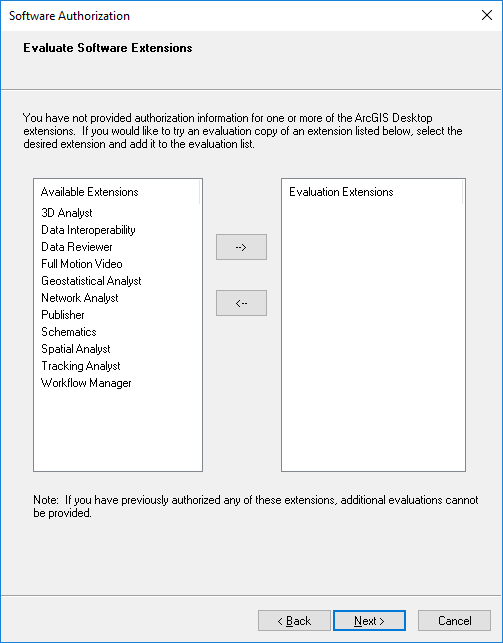 Software Authorization
Evaluate Software Extensions
You have not provided authorization information for one or more of the ArcGIS Desktop
extensions.  If you would like to try an evaluation copy of an extension listed below, select the
desired extension and add it to the evaluation list.
Available Extensions
3D Analyst
Data Interoperability
Data Reviewer
Full Motion Video
Geostatistical Analyst
Network Analyst
Publisher
Schematics
Spatial Analyst
Tracking Analyst
Workflow Manager
-->
<--
Evaluation Extensions
Note:  If you have previously authorized any of these extensions, additional evaluations cannot
be provided.
< Back
Next >
Cancel